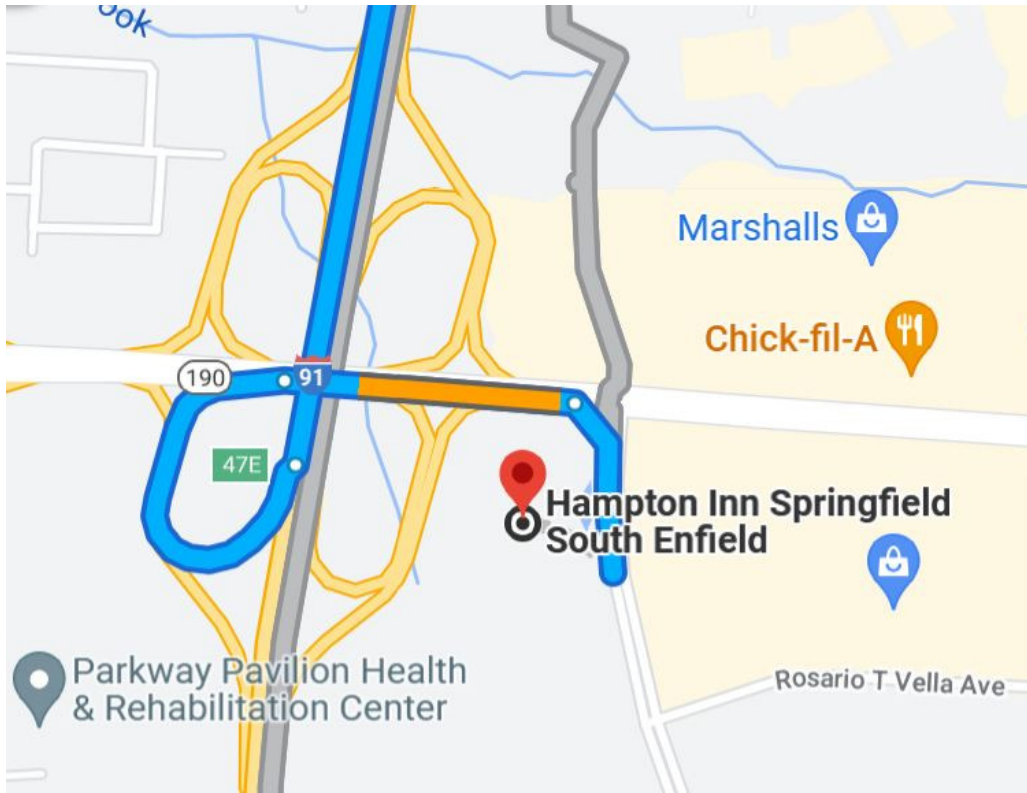 ook
Marshalls
Chick-fil-A
190
91
47E
Hampton Inn Springfield
South Enfield
Parkway Pavilion Health
& Rehabilitation Center
Rosario T Vella Ave